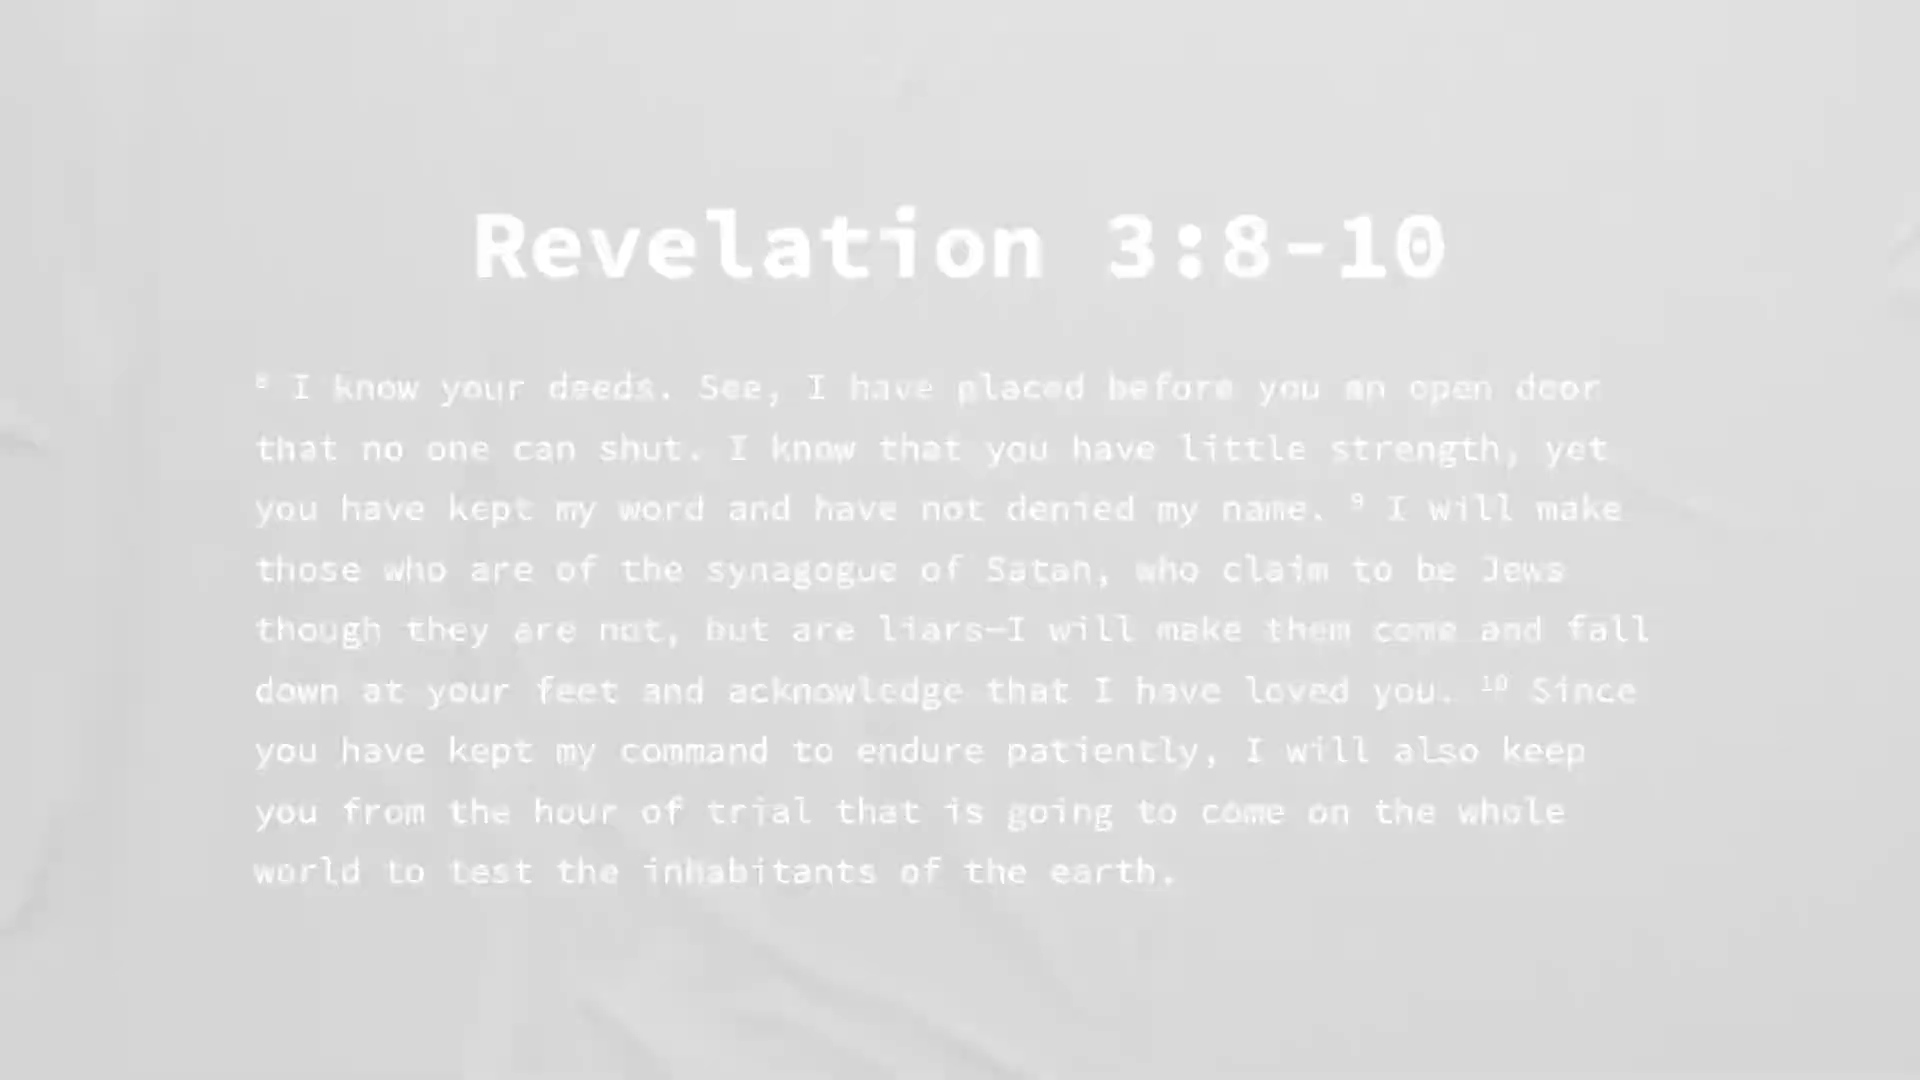 Revelation 3:8-10
⁸ I know your deeds. See, I have placed before you an open door
that no one can shut. I know that you have little strength, yet
you have kept my word and have not denied my name. ⁹ I will make
those who are of the synagogue of Satan, who claim to be Jews
though they are not, but are liars—I will make them come and fall
down at your feet and acknowledge that I have loved you. ¹⁰ Since
you have kept my command to endure patiently, I will also keep
you from the hour of trial that is going to come on the whole
world to test the inhabitants of the earth.